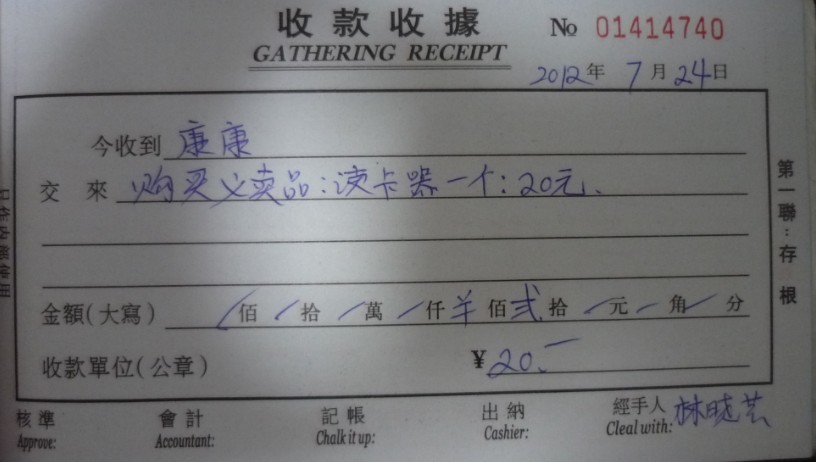 收款收據 No 01414740
GATHERING RECEIPT
2012年 7月 24日
今收到 康康
交來 购买义卖品:读卡器一个:20元.
金額(大寫) 佰 拾 萬 仟 羊 佰 弍 拾 元 角 分
收款單位(公章) ¥20.-
核準 會計 記帳 出納 經手人 林晓芸
Approve: Accountant: Chalk it up: Cashier: Cleal with:
第一聯:存根